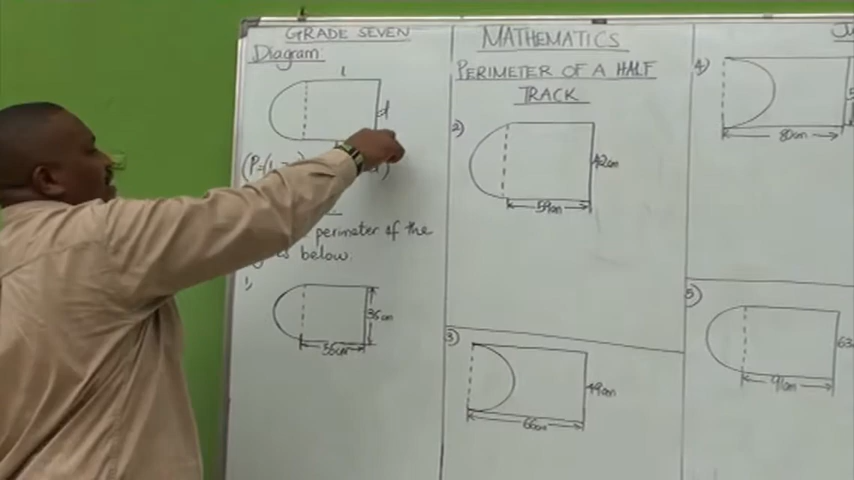 GRADE SEVEN
Diagram
l
d
(P=(
perimeter of the
below.
1,
35cm
56cm
MATHEMATICS
PERIMETER OF A HALF
TRACK
2)
42cm
59cm
3)
49cm
66cm
4)
80cm
5)
63
91cm